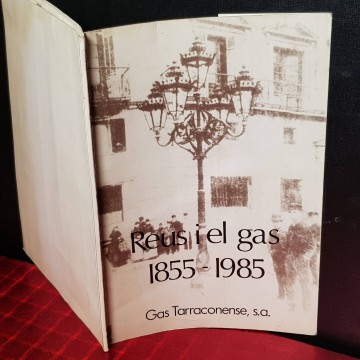 Reus i el gas
1855-1985
Gas Tarraconense, s.a.